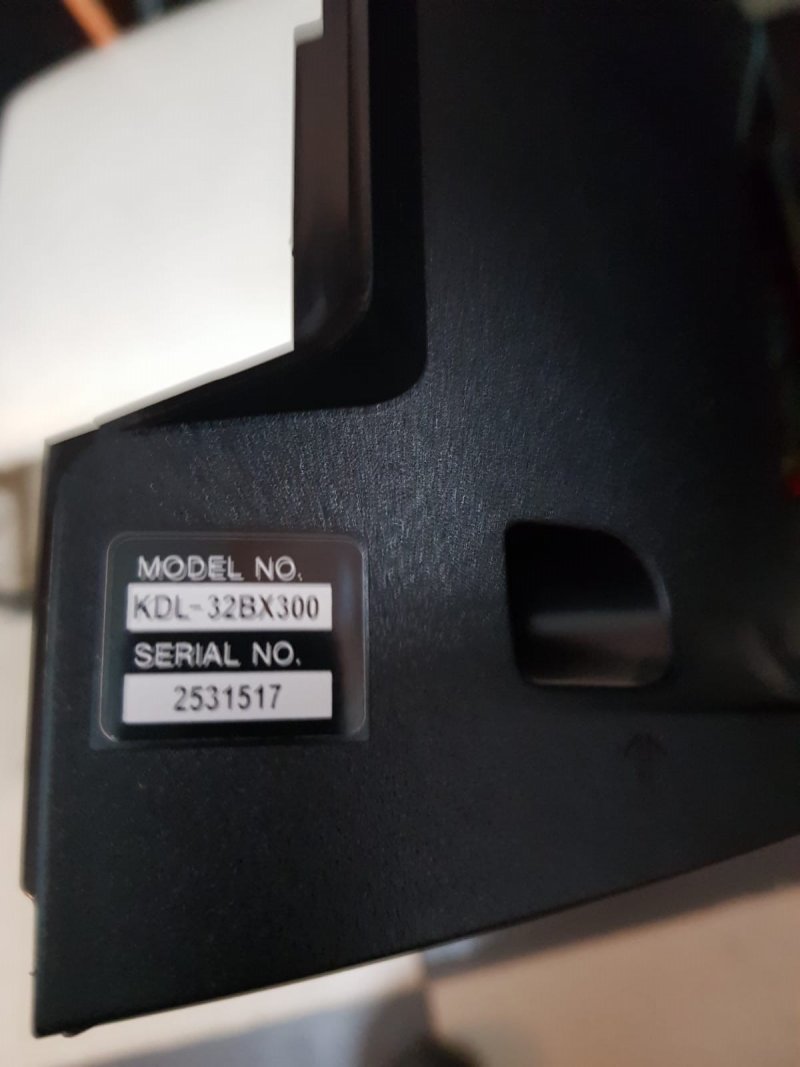 MODEL NO.
KDL-32BX300
SERIAL NO.
2531517